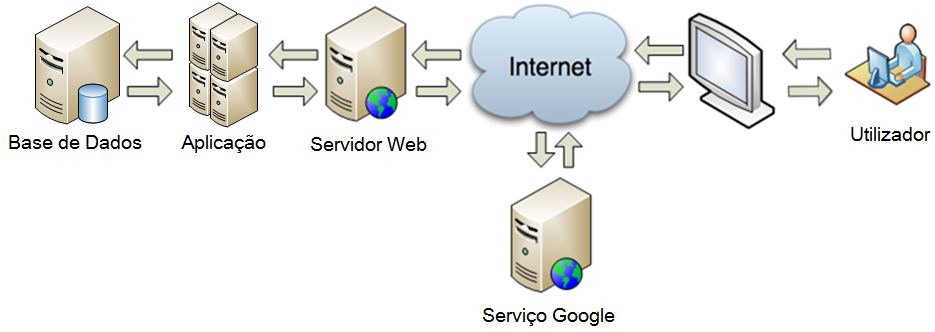 Internet
Base de Dados
Aplicação
Servidor Web
Utilizador
Serviço Google